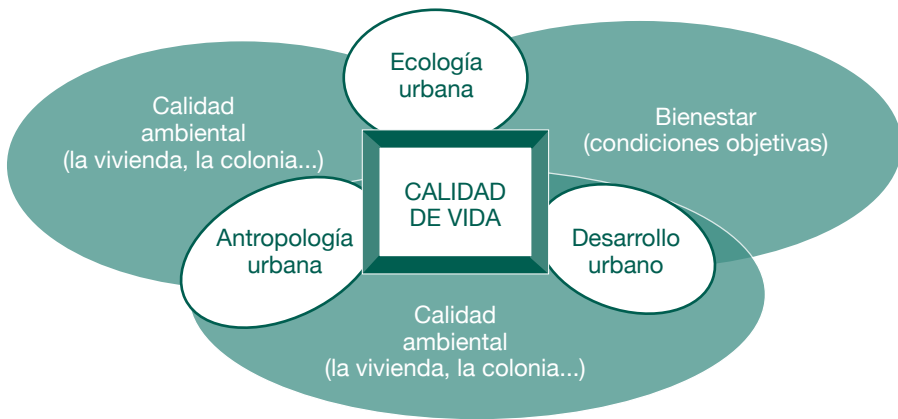 Ecología
urbana
Calidad
ambiental
(la vivienda, la colonia...)
Bienestar
(condiciones objetivas)
CALIDAD
DE VIDA
Antropología
urbana
Desarrollo
urbano
Calidad
ambiental
(la vivienda, la colonia...)